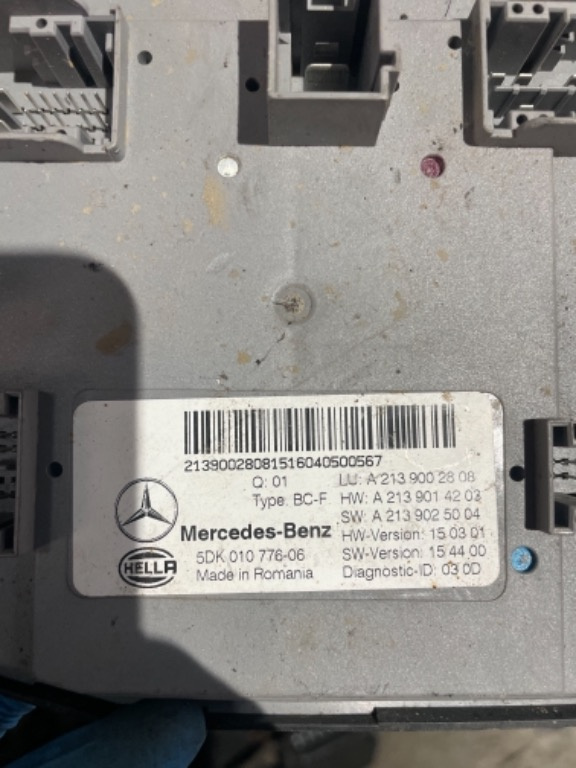 21390028081516040500567
Q: 01
Type: BC-F
Mercedes-Benz
5DK 010 776-06
HELLA
Made in Romania
LU: A 213 900 28 08
HW: A 213 901 42 03
SW: A 213 902 50 04
HW-Version: 15 03 01
SW-Version: 15 44 00
Diagnostic-ID: 03 0D